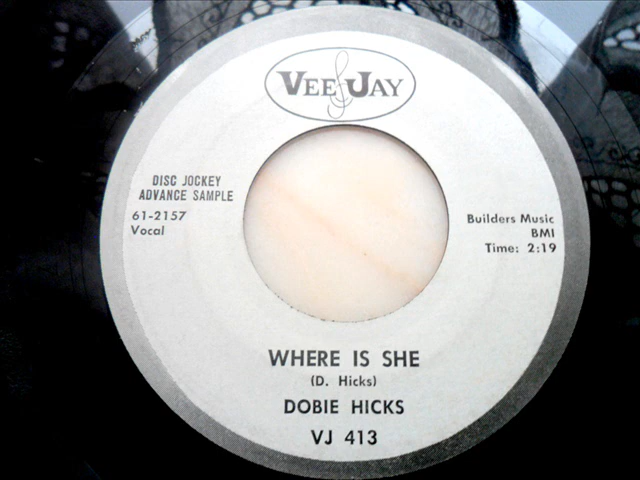 VEE JAY
DISC JOCKEY
ADVANCE SAMPLE
61-2157
Vocal
Builders Music
BMI
Time: 2:19
WHERE IS SHE
(D. Hicks)
DOBIE HICKS
VJ 413